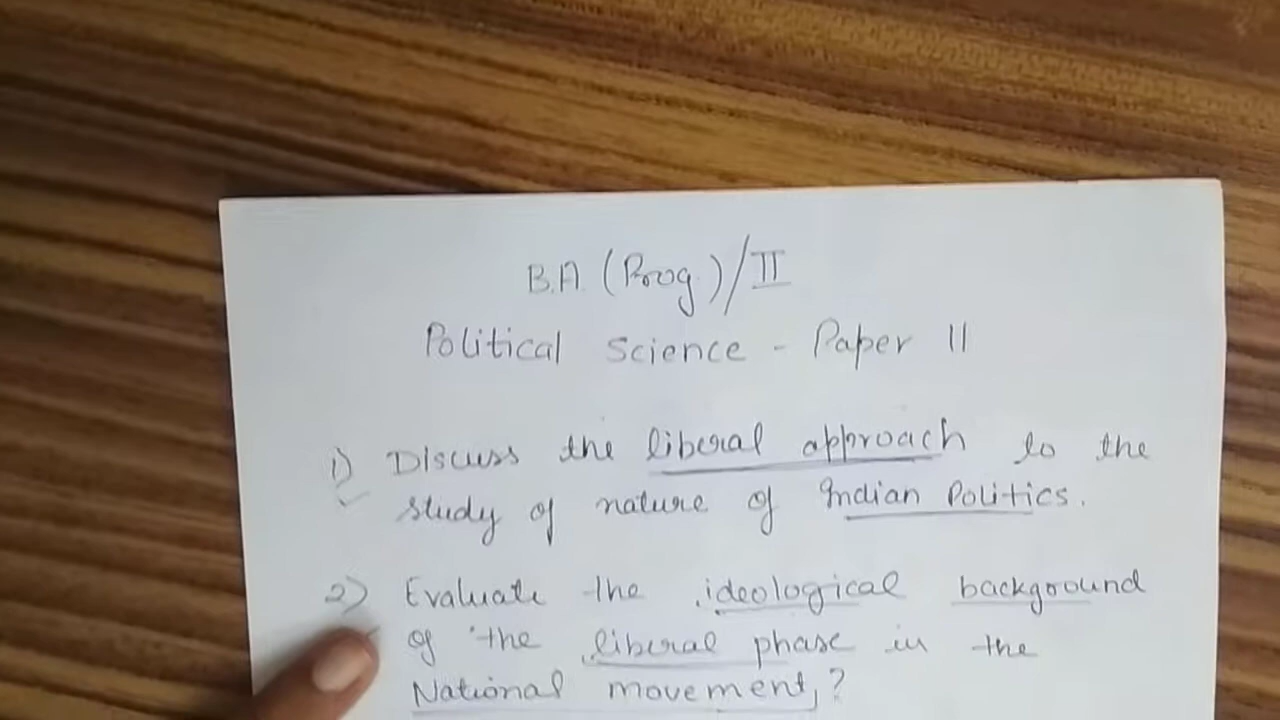 B.A. (Prog.)/II
Political Science - Paper II
1) Discuss the liberal approach to the
study of nature of Indian Politics.
2) Evaluate the ideological background
of the liberal phase in the
National movement,?